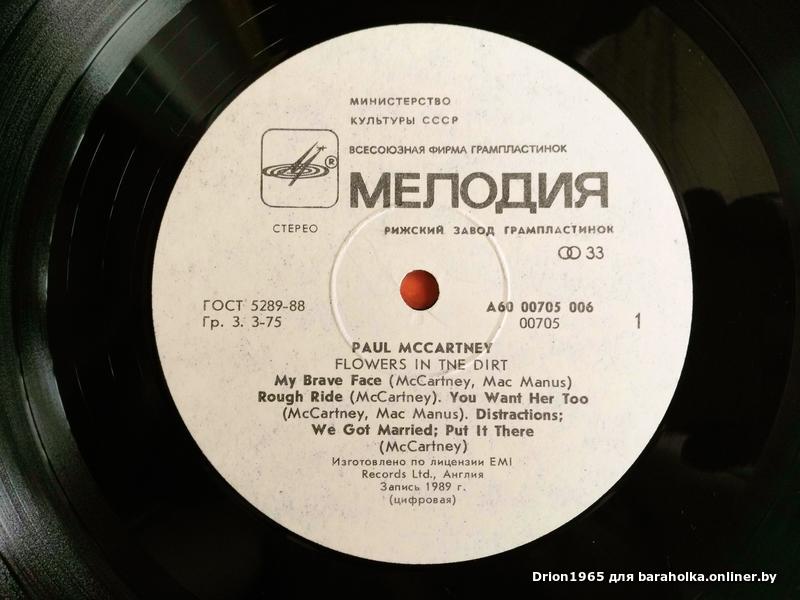 МИНИСТЕРСТВО
КУЛЬТУРЫ СССР
ВСЕСОЮЗНАЯ ФИРМА ГРАМПЛАСТИНОК
®
МЕЛОДИЯ
СТЕРЕО
РИЖСКИЙ ЗАВОД ГРАМПЛАСТИНОК
33
ГОСТ 5289-88
Гр. 3. 3-75
А60 00705 006
00705
1
PAUL MCCARTNEY
FLOWERS IN TNE DIRT
My Brave Face (McCartney, Mac Manus)
Rough Ride (McCartney). You Want Her Too
(McCartney, Mac Manus). Distractions;
We Got Married; Put It There
(McCartney)
Изготовлено по лицензии EMI
Records Ltd., Англия
Запись 1989 г.
(цифровая)
Drion1965 для baraholka.onliner.by